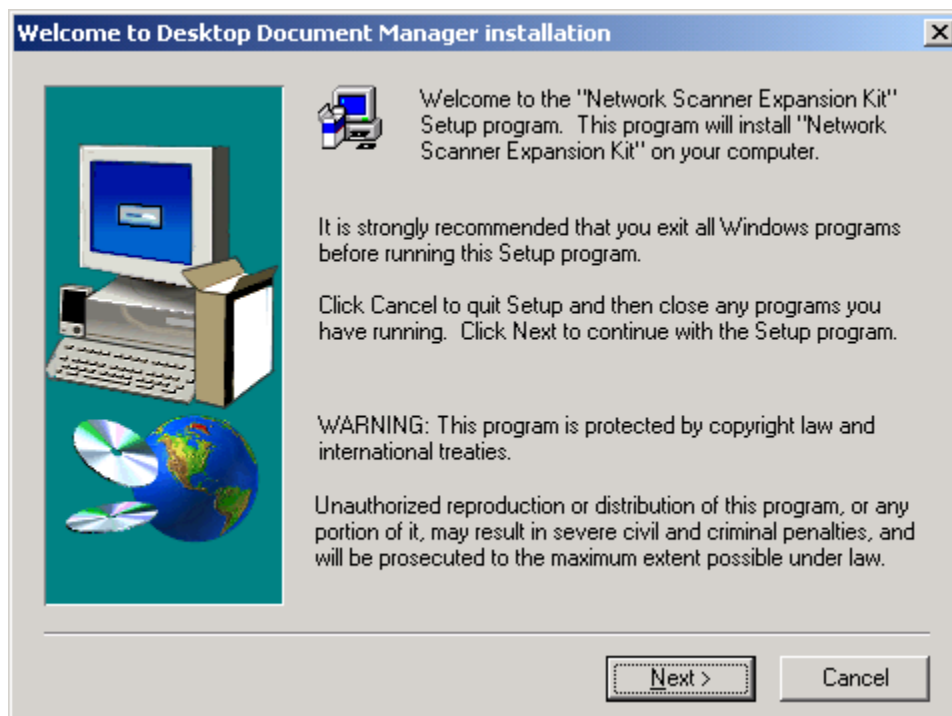 Welcome to Desktop Document Manager installation
Welcome to the "Network Scanner Expansion Kit"
Setup program.  This program will install "Network
Scanner Expansion Kit" on your computer.
It is strongly recommended that you exit all Windows programs
before running this Setup program.
Click Cancel to quit Setup and then close any programs you
have running.  Click Next to continue with the Setup program.
WARNING: This program is protected by copyright law and
international treaties.
Unauthorized reproduction or distribution of this program, or any
portion of it, may result in severe civil and criminal penalties, and
will be prosecuted to the maximum extent possible under law.
Next >
Cancel